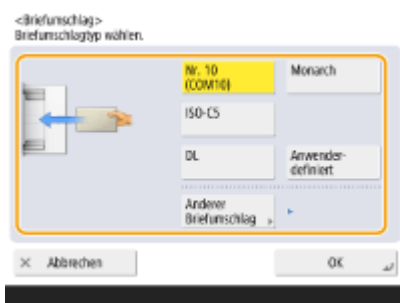 <Briefumschlag>
Briefumschlagtyp wählen.
Nr. 10
(COM10)
Monarch
ISO-C5
DL
Anwender-
definiert
Anderer
Briefumschlag
Abbrechen
OK